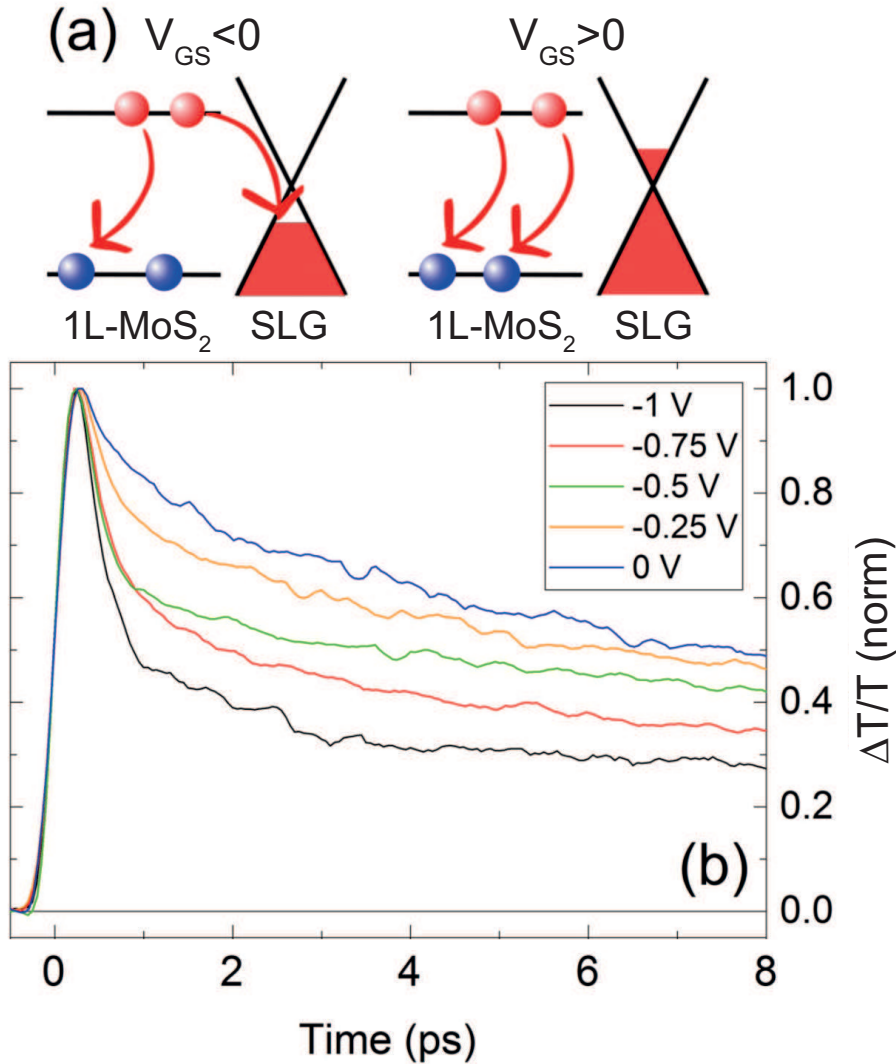 (a) V_GS<0 V_GS>0
1L-MoS₂ SLG 1L-MoS₂ SLG
-1 V
-0.75 V
-0.5 V
-0.25 V
0 V
1.0
0.8
0.6
0.4
0.2
0.0
ΔT/T (norm)
(b)
0 2 4 6 8
Time (ps)